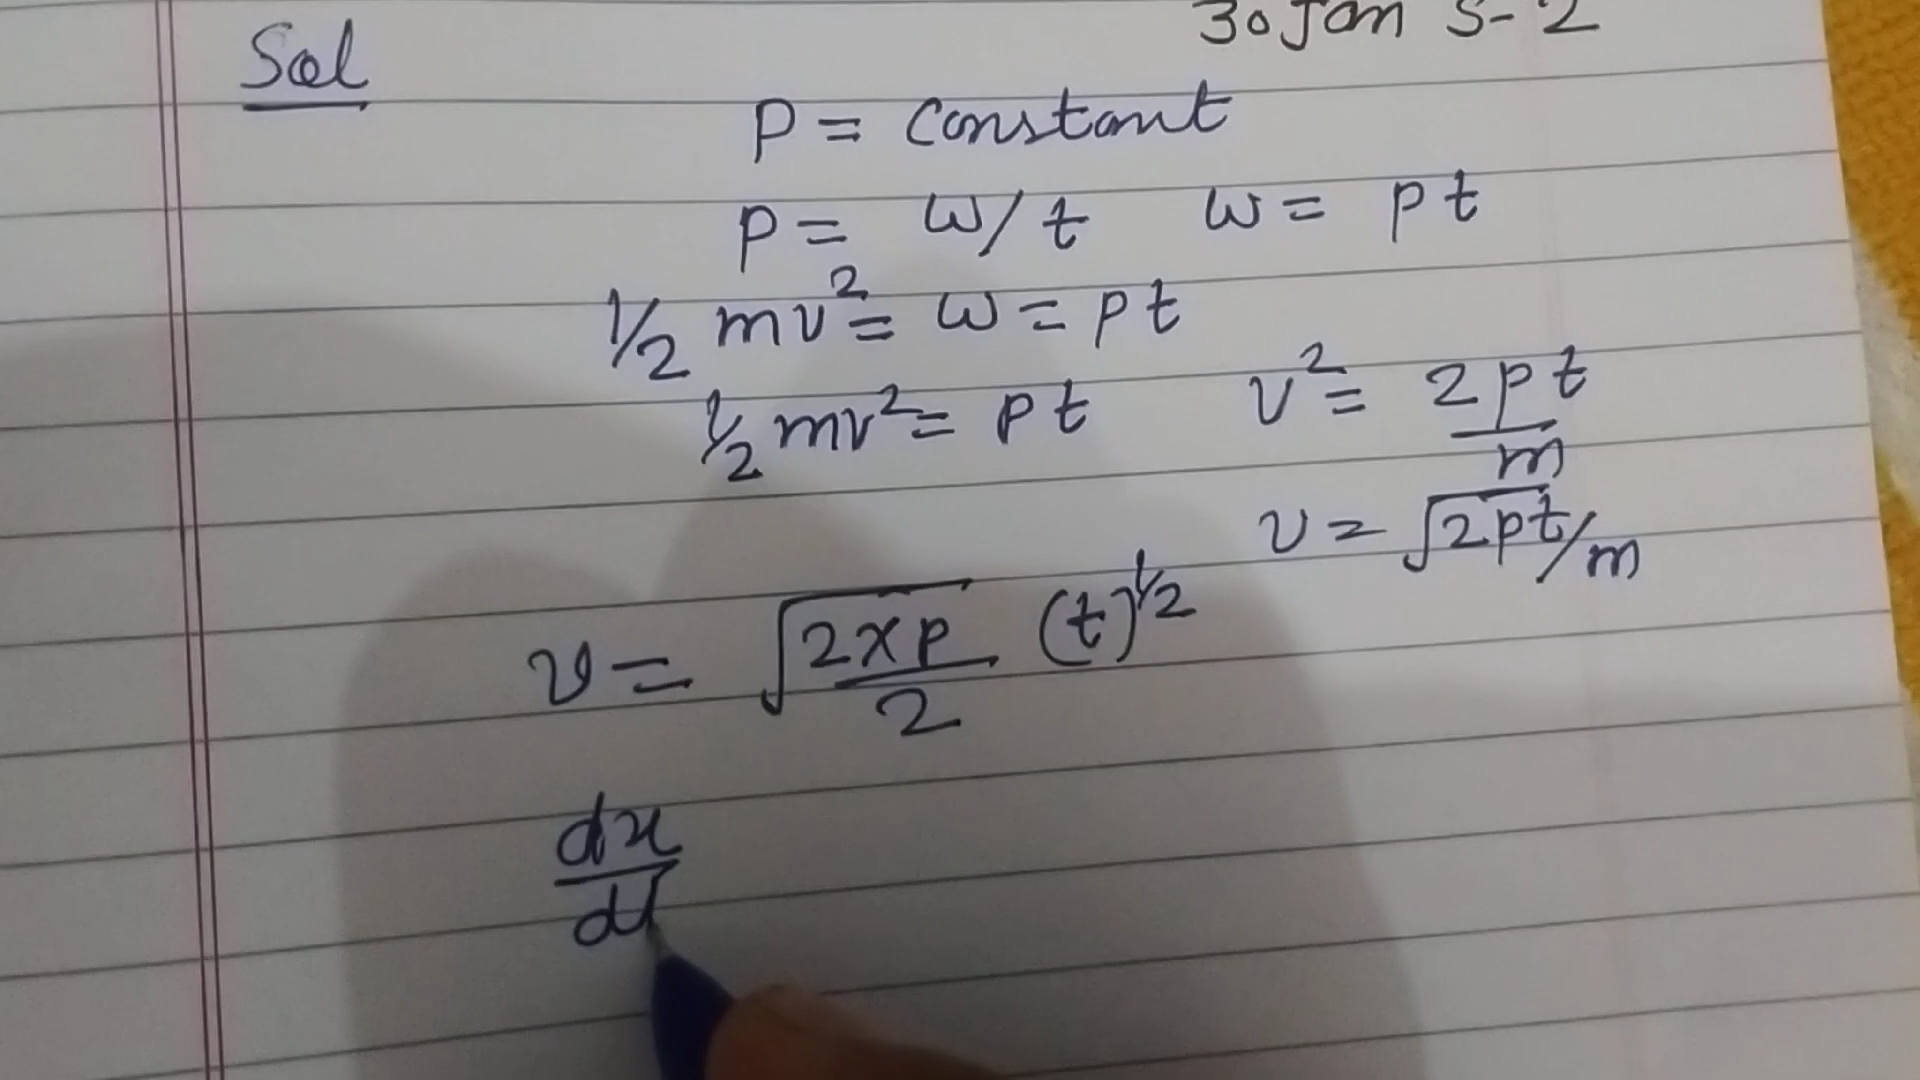 30 Jan S-2
Sol
P = Constant
P = W/t W = Pt
1/2 mv² = W = Pt
1/2 mv² = Pt v² = 2Pt/m
v = √2Pt/m
v = √2×P/2 (t)^1/2
dx/dt